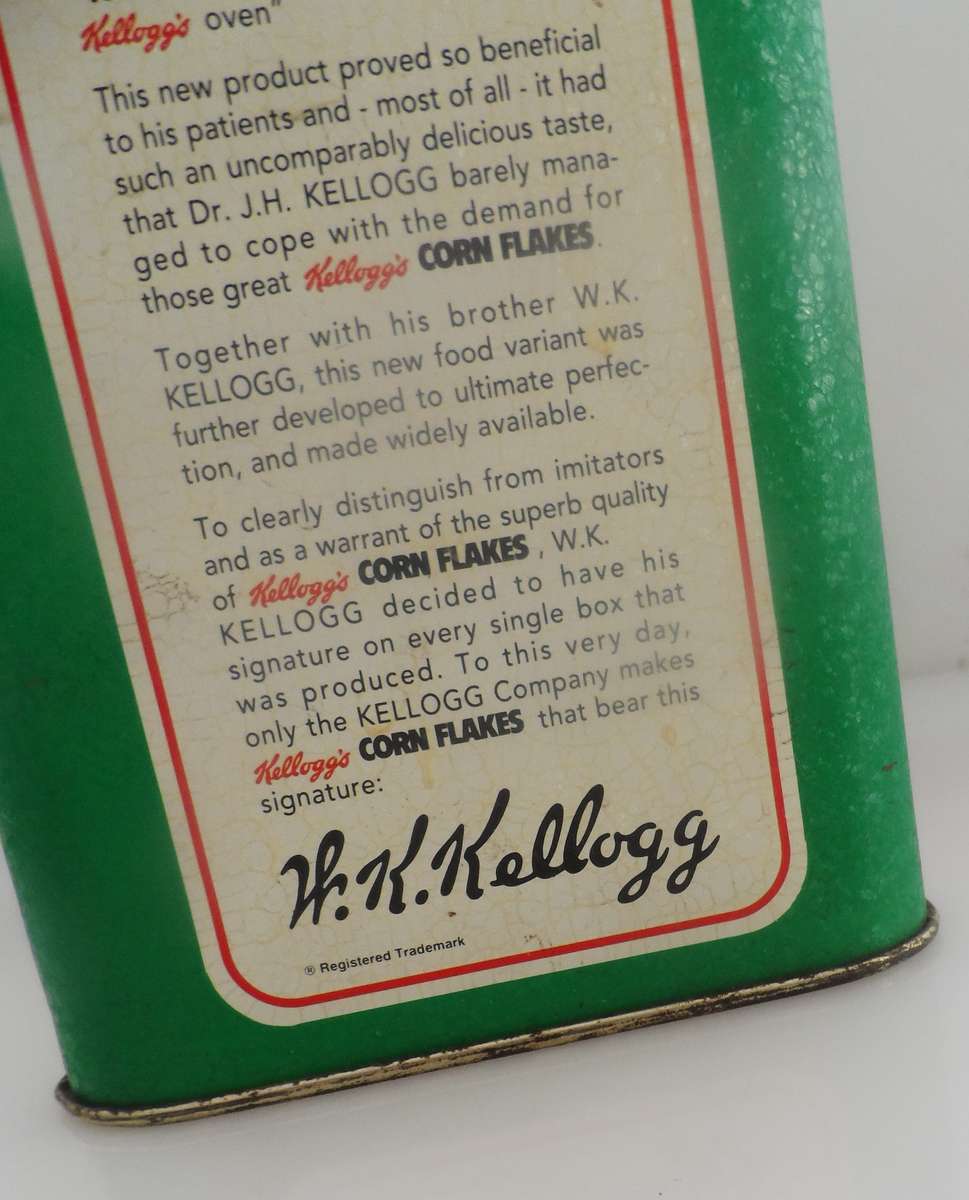 Kellogg's oven"
This new product proved so beneficial
to his patients and - most of all - it had
such an uncomparably delicious taste,
that Dr. J.H. KELLOGG barely mana-
ged to cope with the demand for
those great Kellogg's CORN FLAKES.
Together with his brother W.K.
KELLOGG, this new food variant was
further developed to ultimate perfec-
tion, and made widely available.
To clearly distinguish from imitators
and as a warrant of the superb quality
of Kellogg's CORN FLAKES, W.K.
KELLOGG decided to have his
signature on every single box that
was produced. To this very day,
only the KELLOGG Company makes
Kellogg's CORN FLAKES that bear this
signature:
W.K.Kellogg
® Registered Trademark